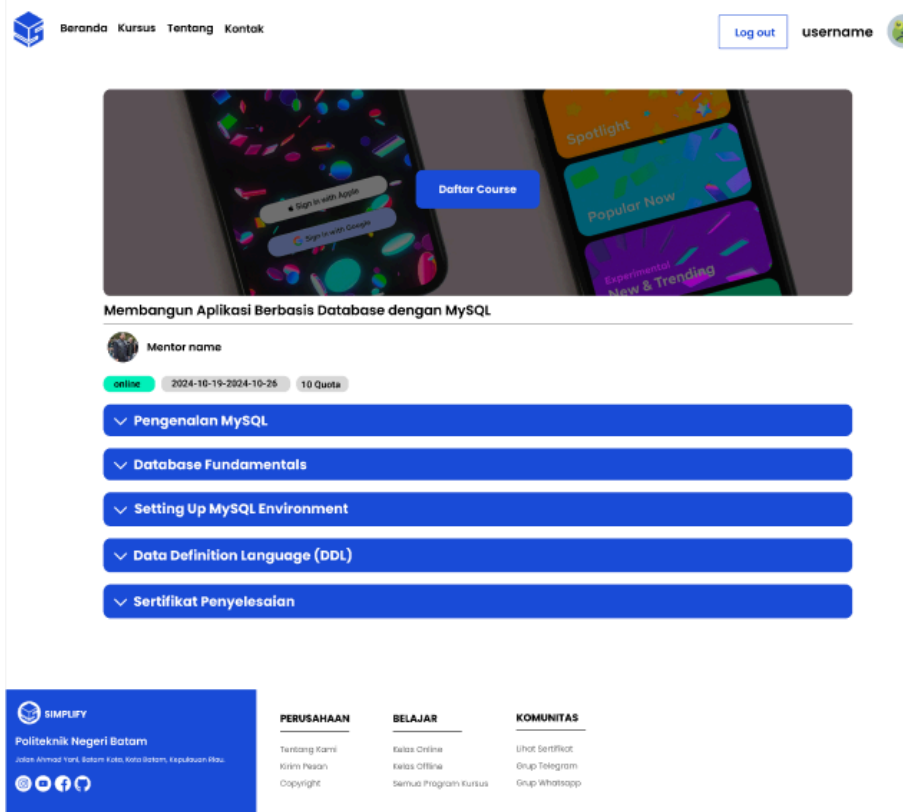 Beranda Kursus Tentang Kontak
Log out username
Spotlight
Sign in with Apple
Daftar Course
Popular Now
Sign in with Google
Experimental
New & Trending
Membangun Aplikasi Berbasis Database dengan MySQL
Mentor name
online 2024-10-19-2024-10-26 10 Quota
Pengenalan MySQL
Database Fundamentals
Setting Up MySQL Environment
Data Definition Language (DDL)
Sertifikat Penyelesaian
SIMPLIFY
Politeknik Negeri Batam
Jalan Ahmad Yani, Batam Kota, Kota Batam, Kepulauan Riau.
PERUSAHAAN BELAJAR KOMUNITAS
Tentang Kami Kelas Online Lihat Sertifikat
Kirim Pesan Kelas Offline Grup Telegram
Copyright Semua Program Kursus Grup Whatsapp